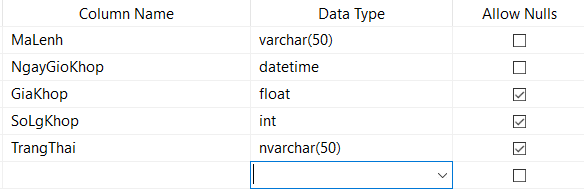 Column Name Data Type Allow Nulls
MaLenh varchar(50)
NgayGioKhop datetime
GiaKhop float
SoLgKhop int
TrangThai nvarchar(50)